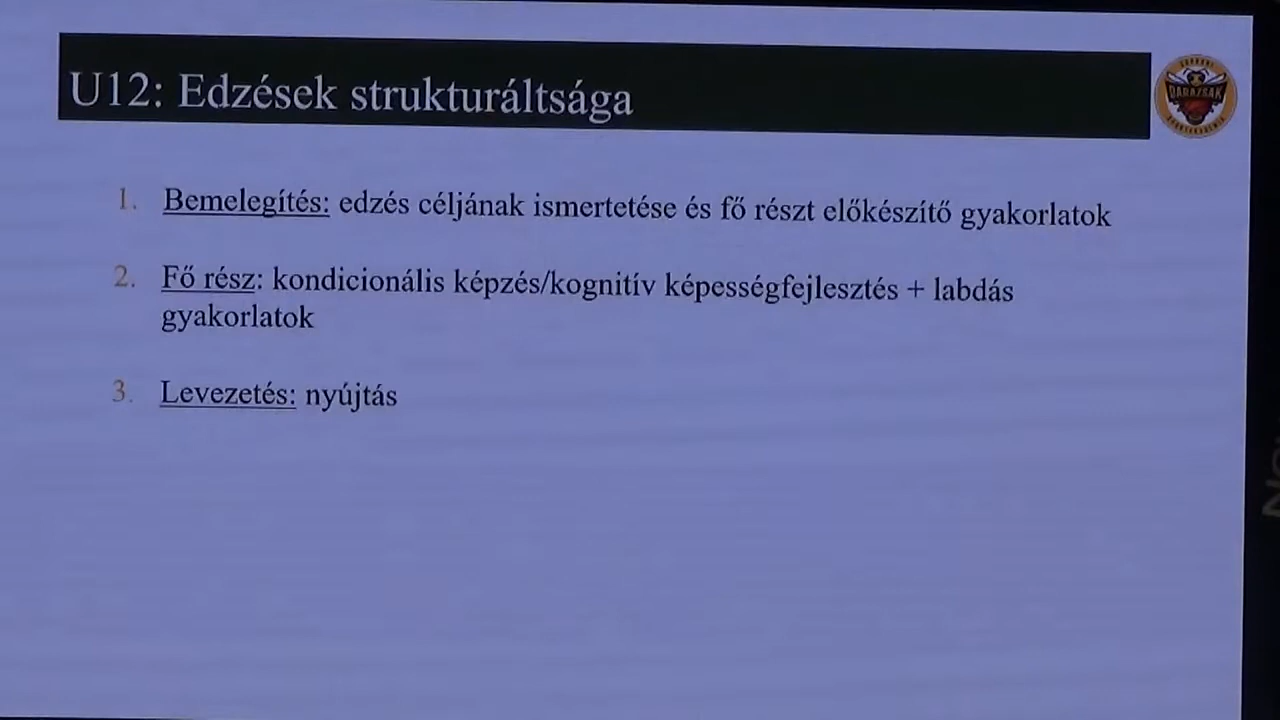 U12: Edzések strukturáltsága
DARAZSAK
1. Bemelegítés: edzés céljának ismertetése és fő részt előkészítő gyakorlatok
2. Fő rész: kondicionális képzés/kognitív képességfejlesztés + labdás
gyakorlatok
3. Levezetés: nyújtás